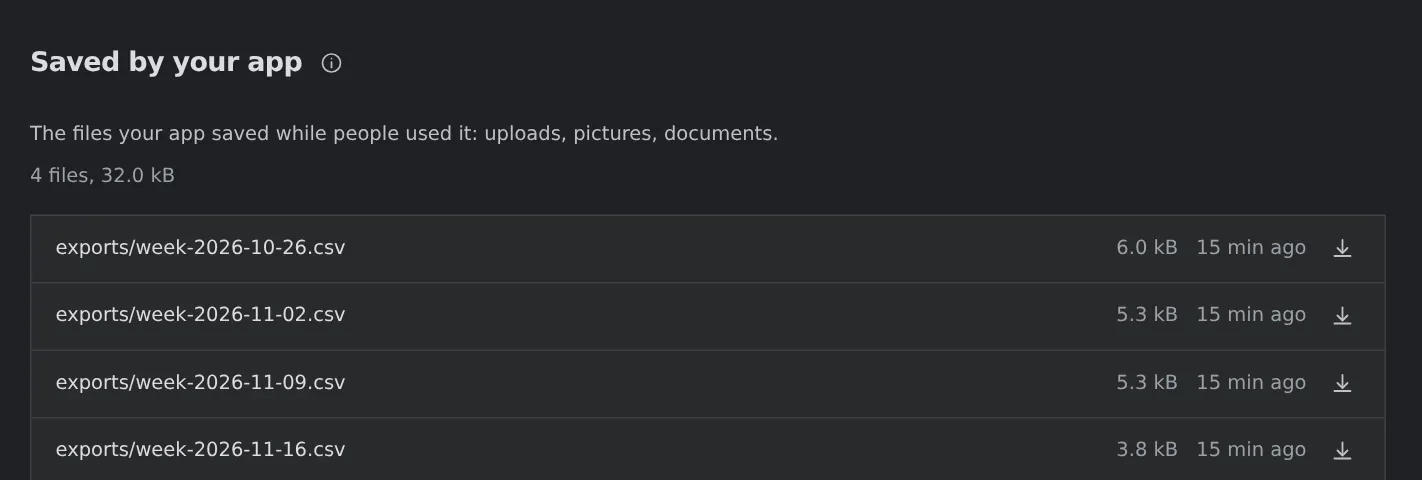 Saved by your app
The files your app saved while people used it: uploads, pictures, documents.
4 files, 32.0 kB
exports/week-2026-10-26.csv 6.0 kB 15 min ago
exports/week-2026-11-02.csv 5.3 kB 15 min ago
exports/week-2026-11-09.csv 5.3 kB 15 min ago
exports/week-2026-11-16.csv 3.8 kB 15 min ago